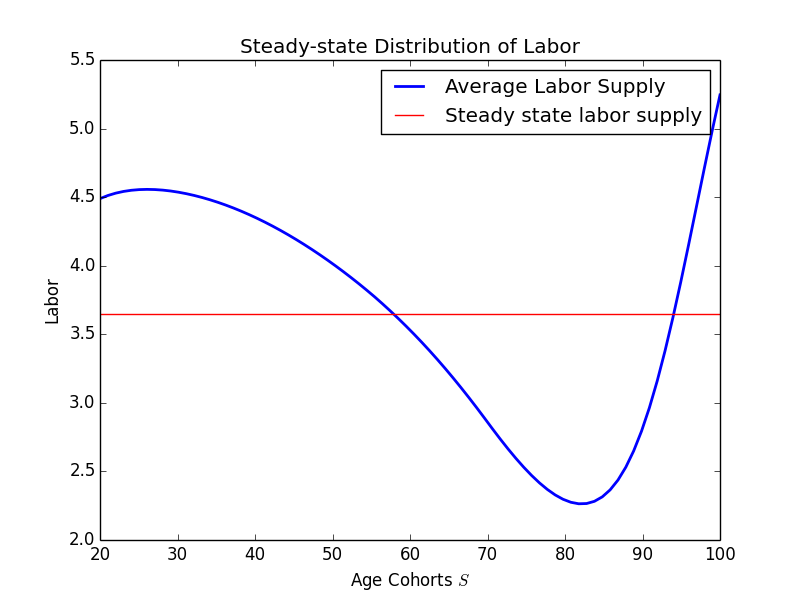 Steady-state Distribution of Labor
5.5
5.0
4.5
4.0
3.5
3.0
2.5
2.0
Labor
Average Labor Supply
Steady state labor supply
20 30 40 50 60 70 80 90 100
Age Cohorts S